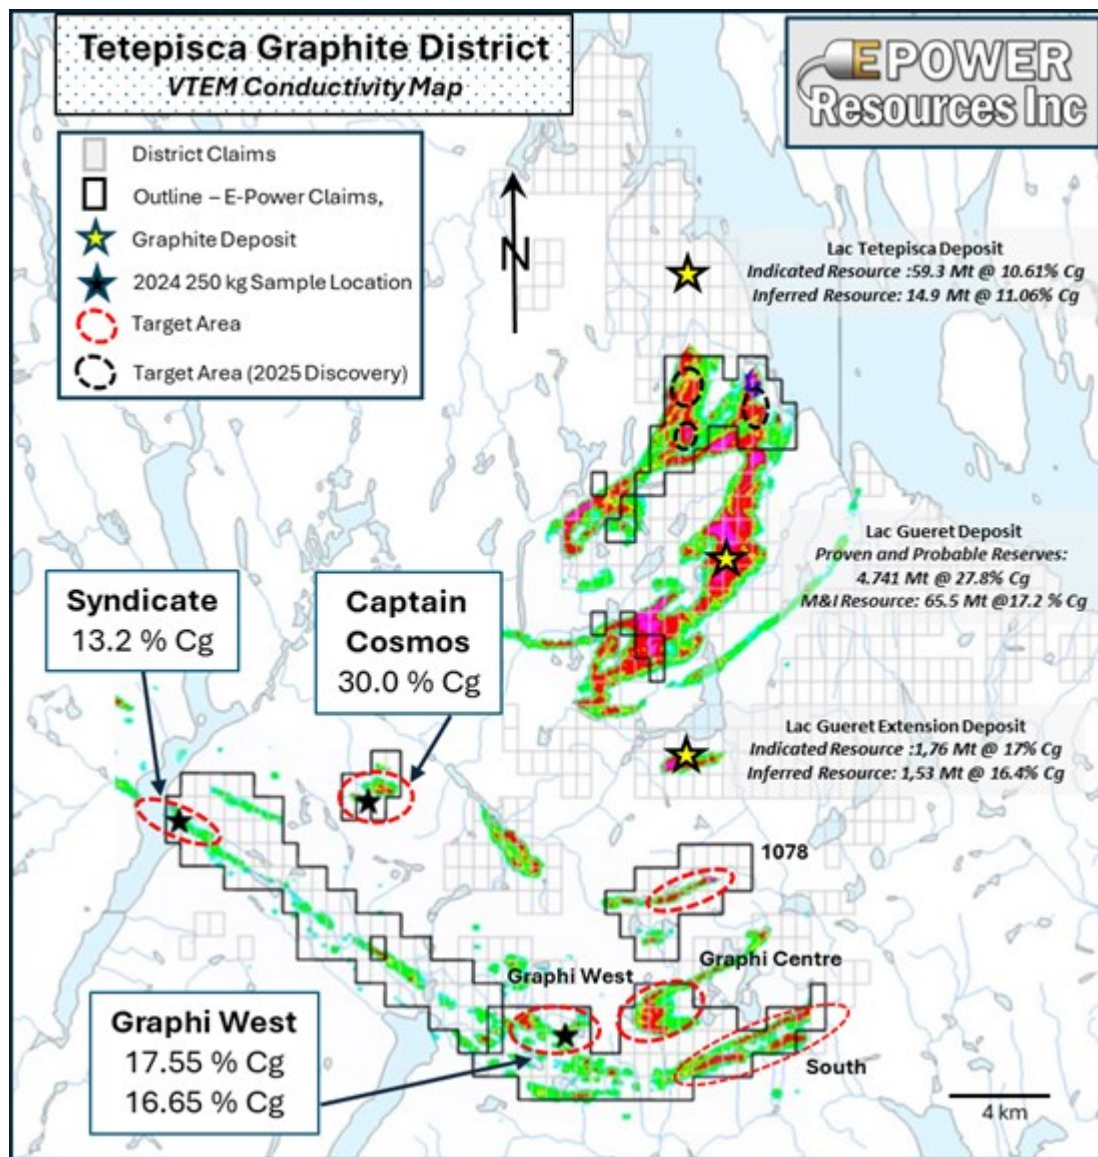 Tetepisca Graphite District
VTEM Conductivity Map
EPOWER
Resources Inc
District Claims
Outline – E-Power Claims,
Graphite Deposit
2024 250 kg Sample Location
Target Area
Target Area (2025 Discovery)
N
Lac Tetepisca Deposit
Indicated Resource :59.3 Mt @ 10.61% Cg
Inferred Resource: 14.9 Mt @ 11.06% Cg
Lac Gueret Deposit
Proven and Probable Reserves:
4.741 Mt @ 27.8% Cg
M&I Resource: 65.5 Mt @17.2 % Cg
Syndicate
13.2 % Cg
Captain
Cosmos
30.0 % Cg
Lac Gueret Extension Deposit
Indicated Resource :1,76 Mt @ 17% Cg
Inferred Resource: 1,53 Mt @ 16.4% Cg
1078
Graphi West
Graphi Centre
Graphi West
17.55 % Cg
16.65 % Cg
South
4 km